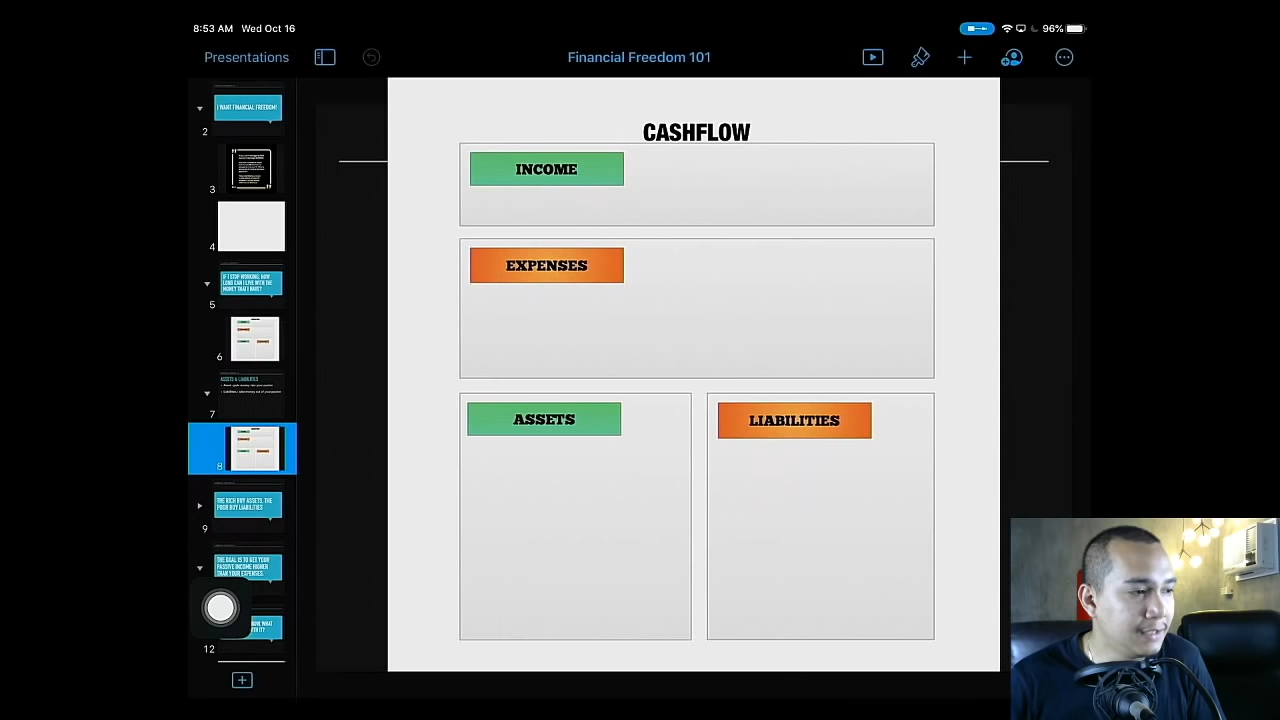 8:53 AM Wed Oct 16
96%
Presentations
Financial Freedom 101
I WANT FINANCIAL FREEDOM!
2
3
4
IF I STOP WORKING, HOW
LONG CAN I LIVE WITH THE
MONEY THAT I HAVE?
5
6
ASSETS & LIABILITIES
7
8
THE RICH BUY ASSETS, THE
POOR BUY LIABILITIES
9
THE GOAL IS TO GET YOUR
PASSIVE INCOME HIGHER
THAN YOUR EXPENSES.
12
CASHFLOW
INCOME
EXPENSES
ASSETS
LIABILITIES